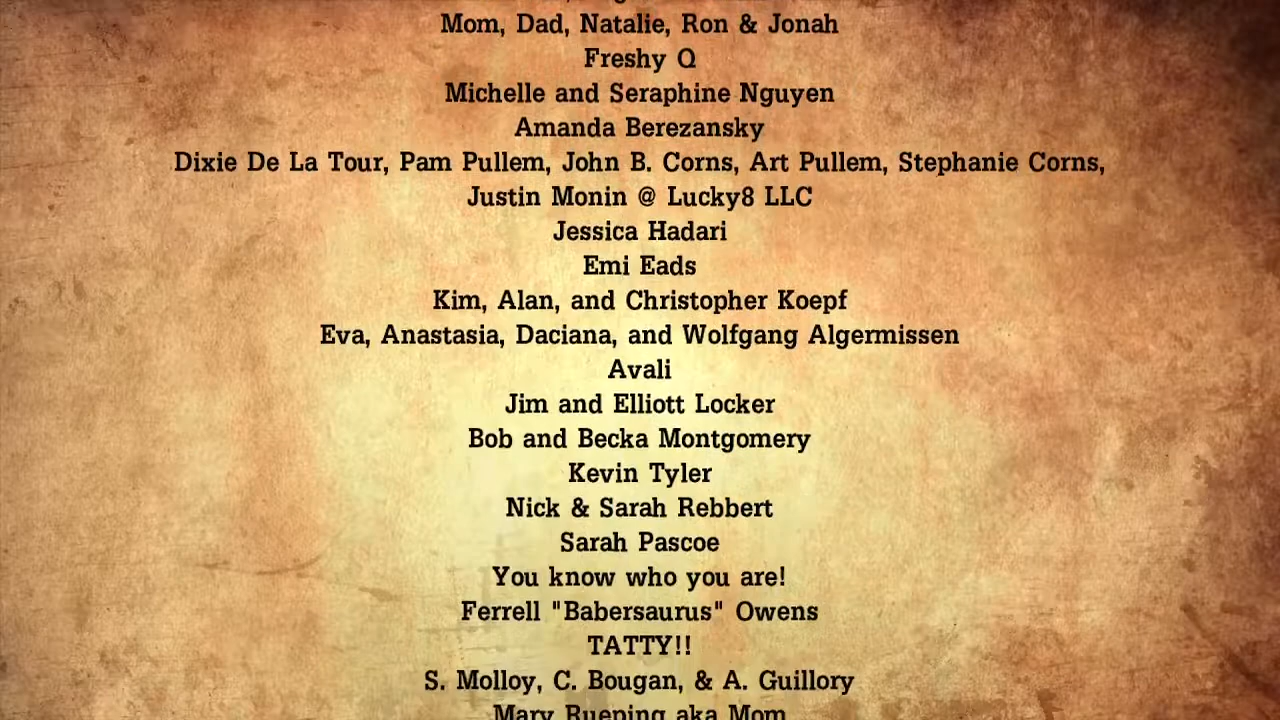 Mom, Dad, Natalie, Ron & Jonah
Freshy Q
Michelle and Seraphine Nguyen
Amanda Berezansky
Dixie De La Tour, Pam Pullem, John B. Corns, Art Pullem, Stephanie Corns,
Justin Monin @ Lucky8 LLC
Jessica Hadari
Emi Eads
Kim, Alan, and Christopher Koepf
Eva, Anastasia, Daciana, and Wolfgang Algermissen
Avali
Jim and Elliott Locker
Bob and Becka Montgomery
Kevin Tyler
Nick & Sarah Rebbert
Sarah Pascoe
You know who you are!
Ferrell "Babersaurus" Owens
TATTY!!
S. Molloy, C. Bougan, & A. Guillory
Mary Rueping aka Mom